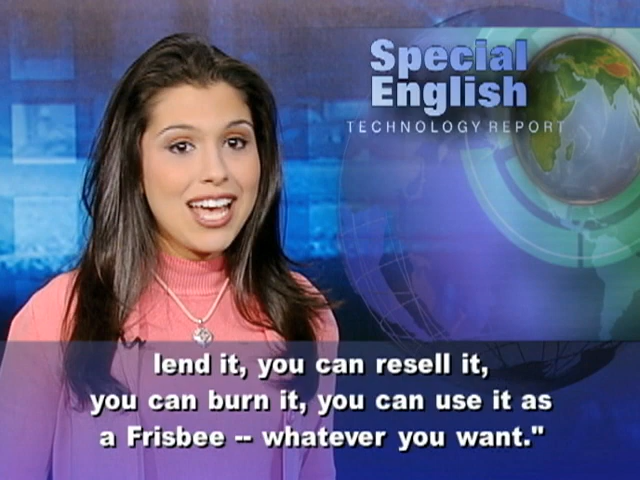 Special
English
TECHNOLOGY REPORT
lend it, you can resell it,
you can burn it, you can use it as
a Frisbee -- whatever you want."